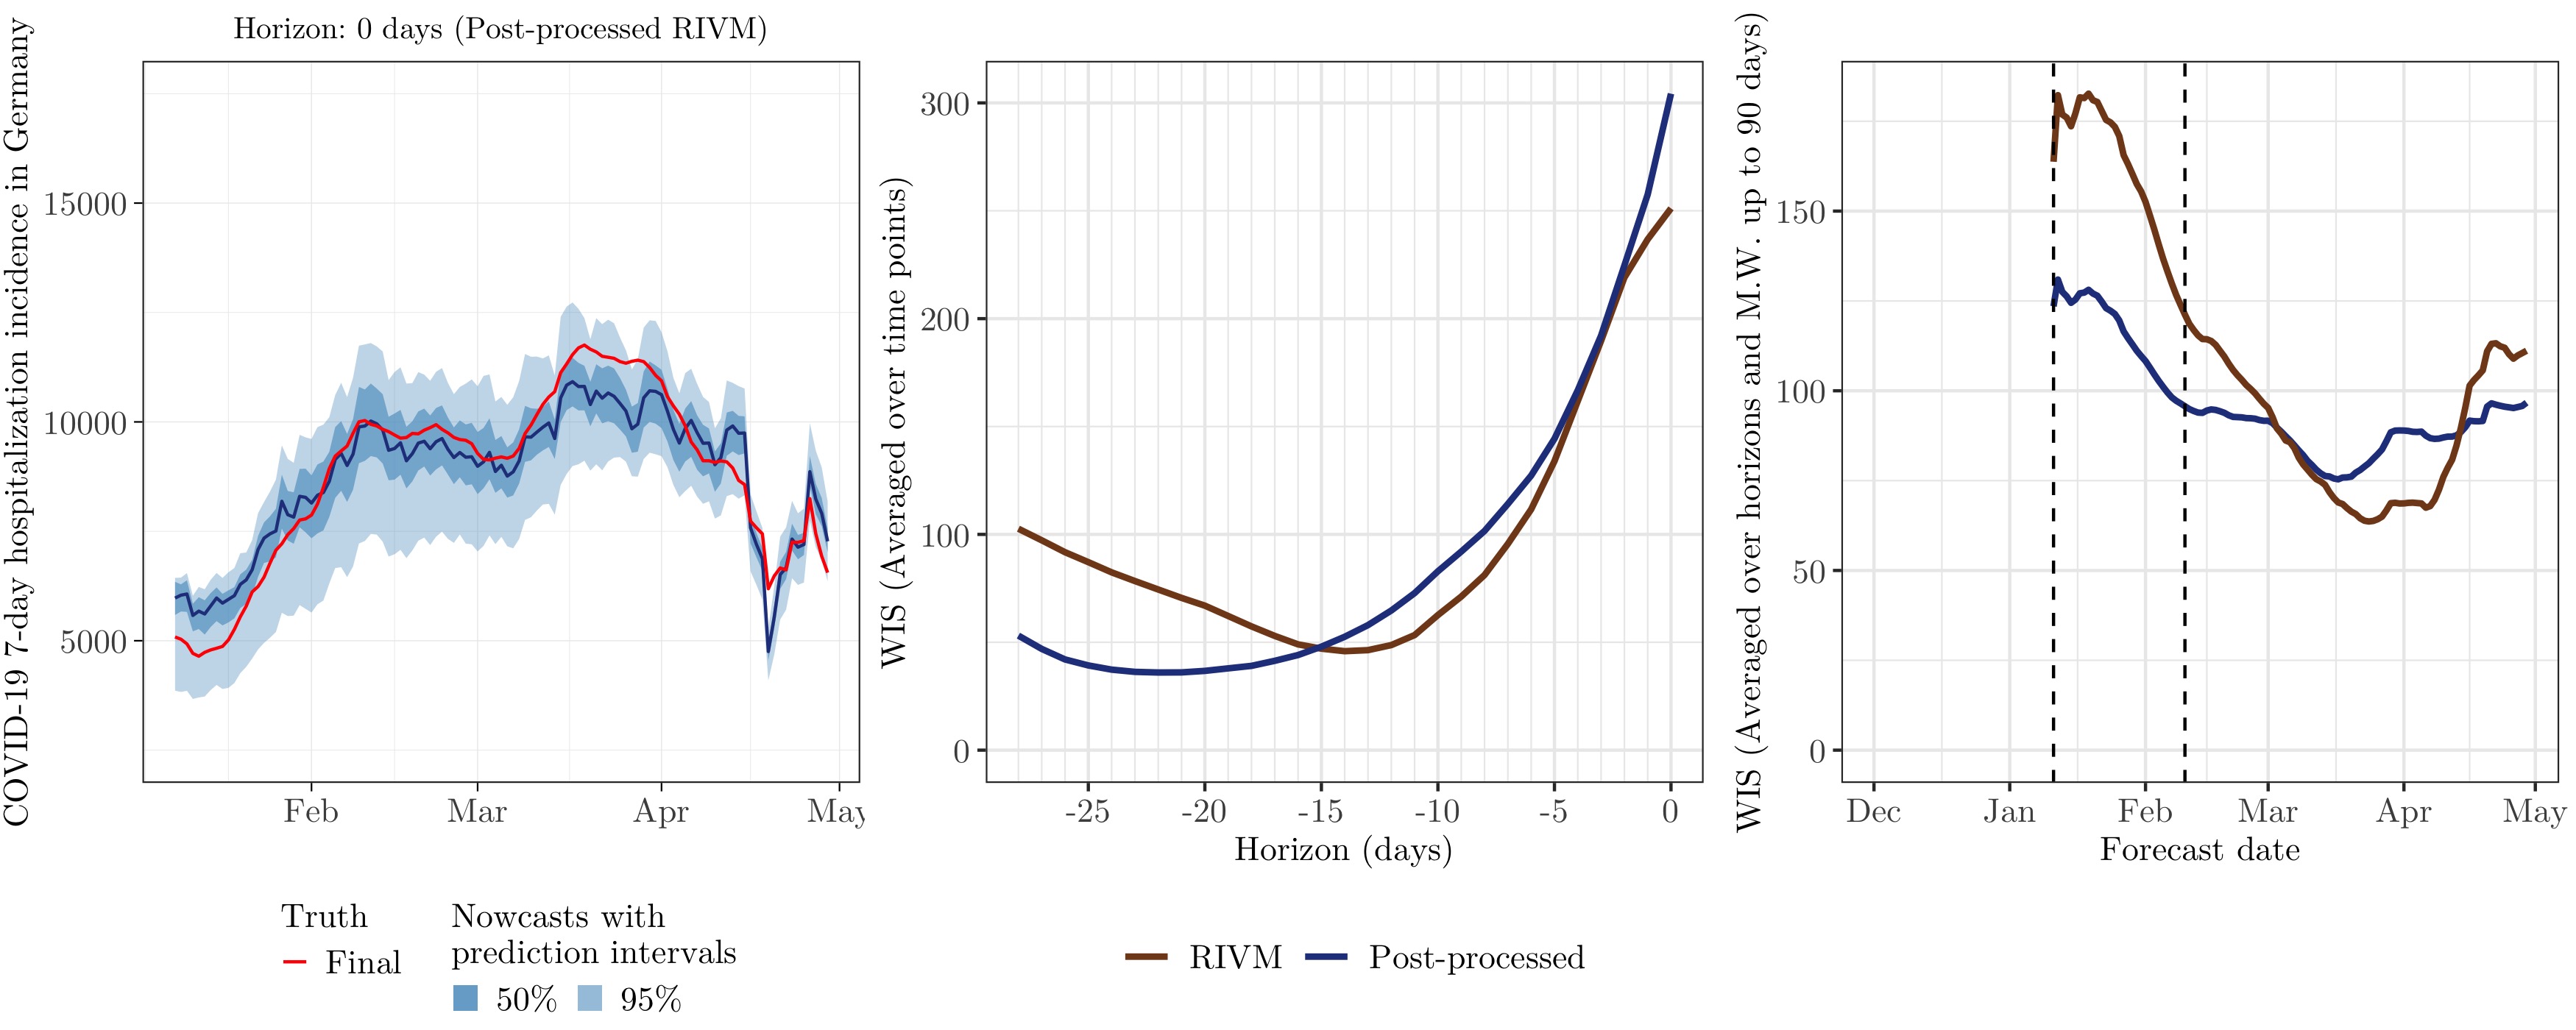 Horizon: 0 days (Post-processed RIVM)
COVID-19 7-day hospitalization incidence in Germany
15000
10000
5000
Feb Mar Apr May
Truth
Final
Nowcasts with
prediction intervals
50% 95%
WIS (Averaged over time points)
300
200
100
0
-25 -20 -15 -10 -5 0
Horizon (days)
RIVM Post-processed
WIS (Averaged over horizons and M.W. up to 90 days)
150
100
50
0
Dec Jan Feb Mar Apr May
Forecast date